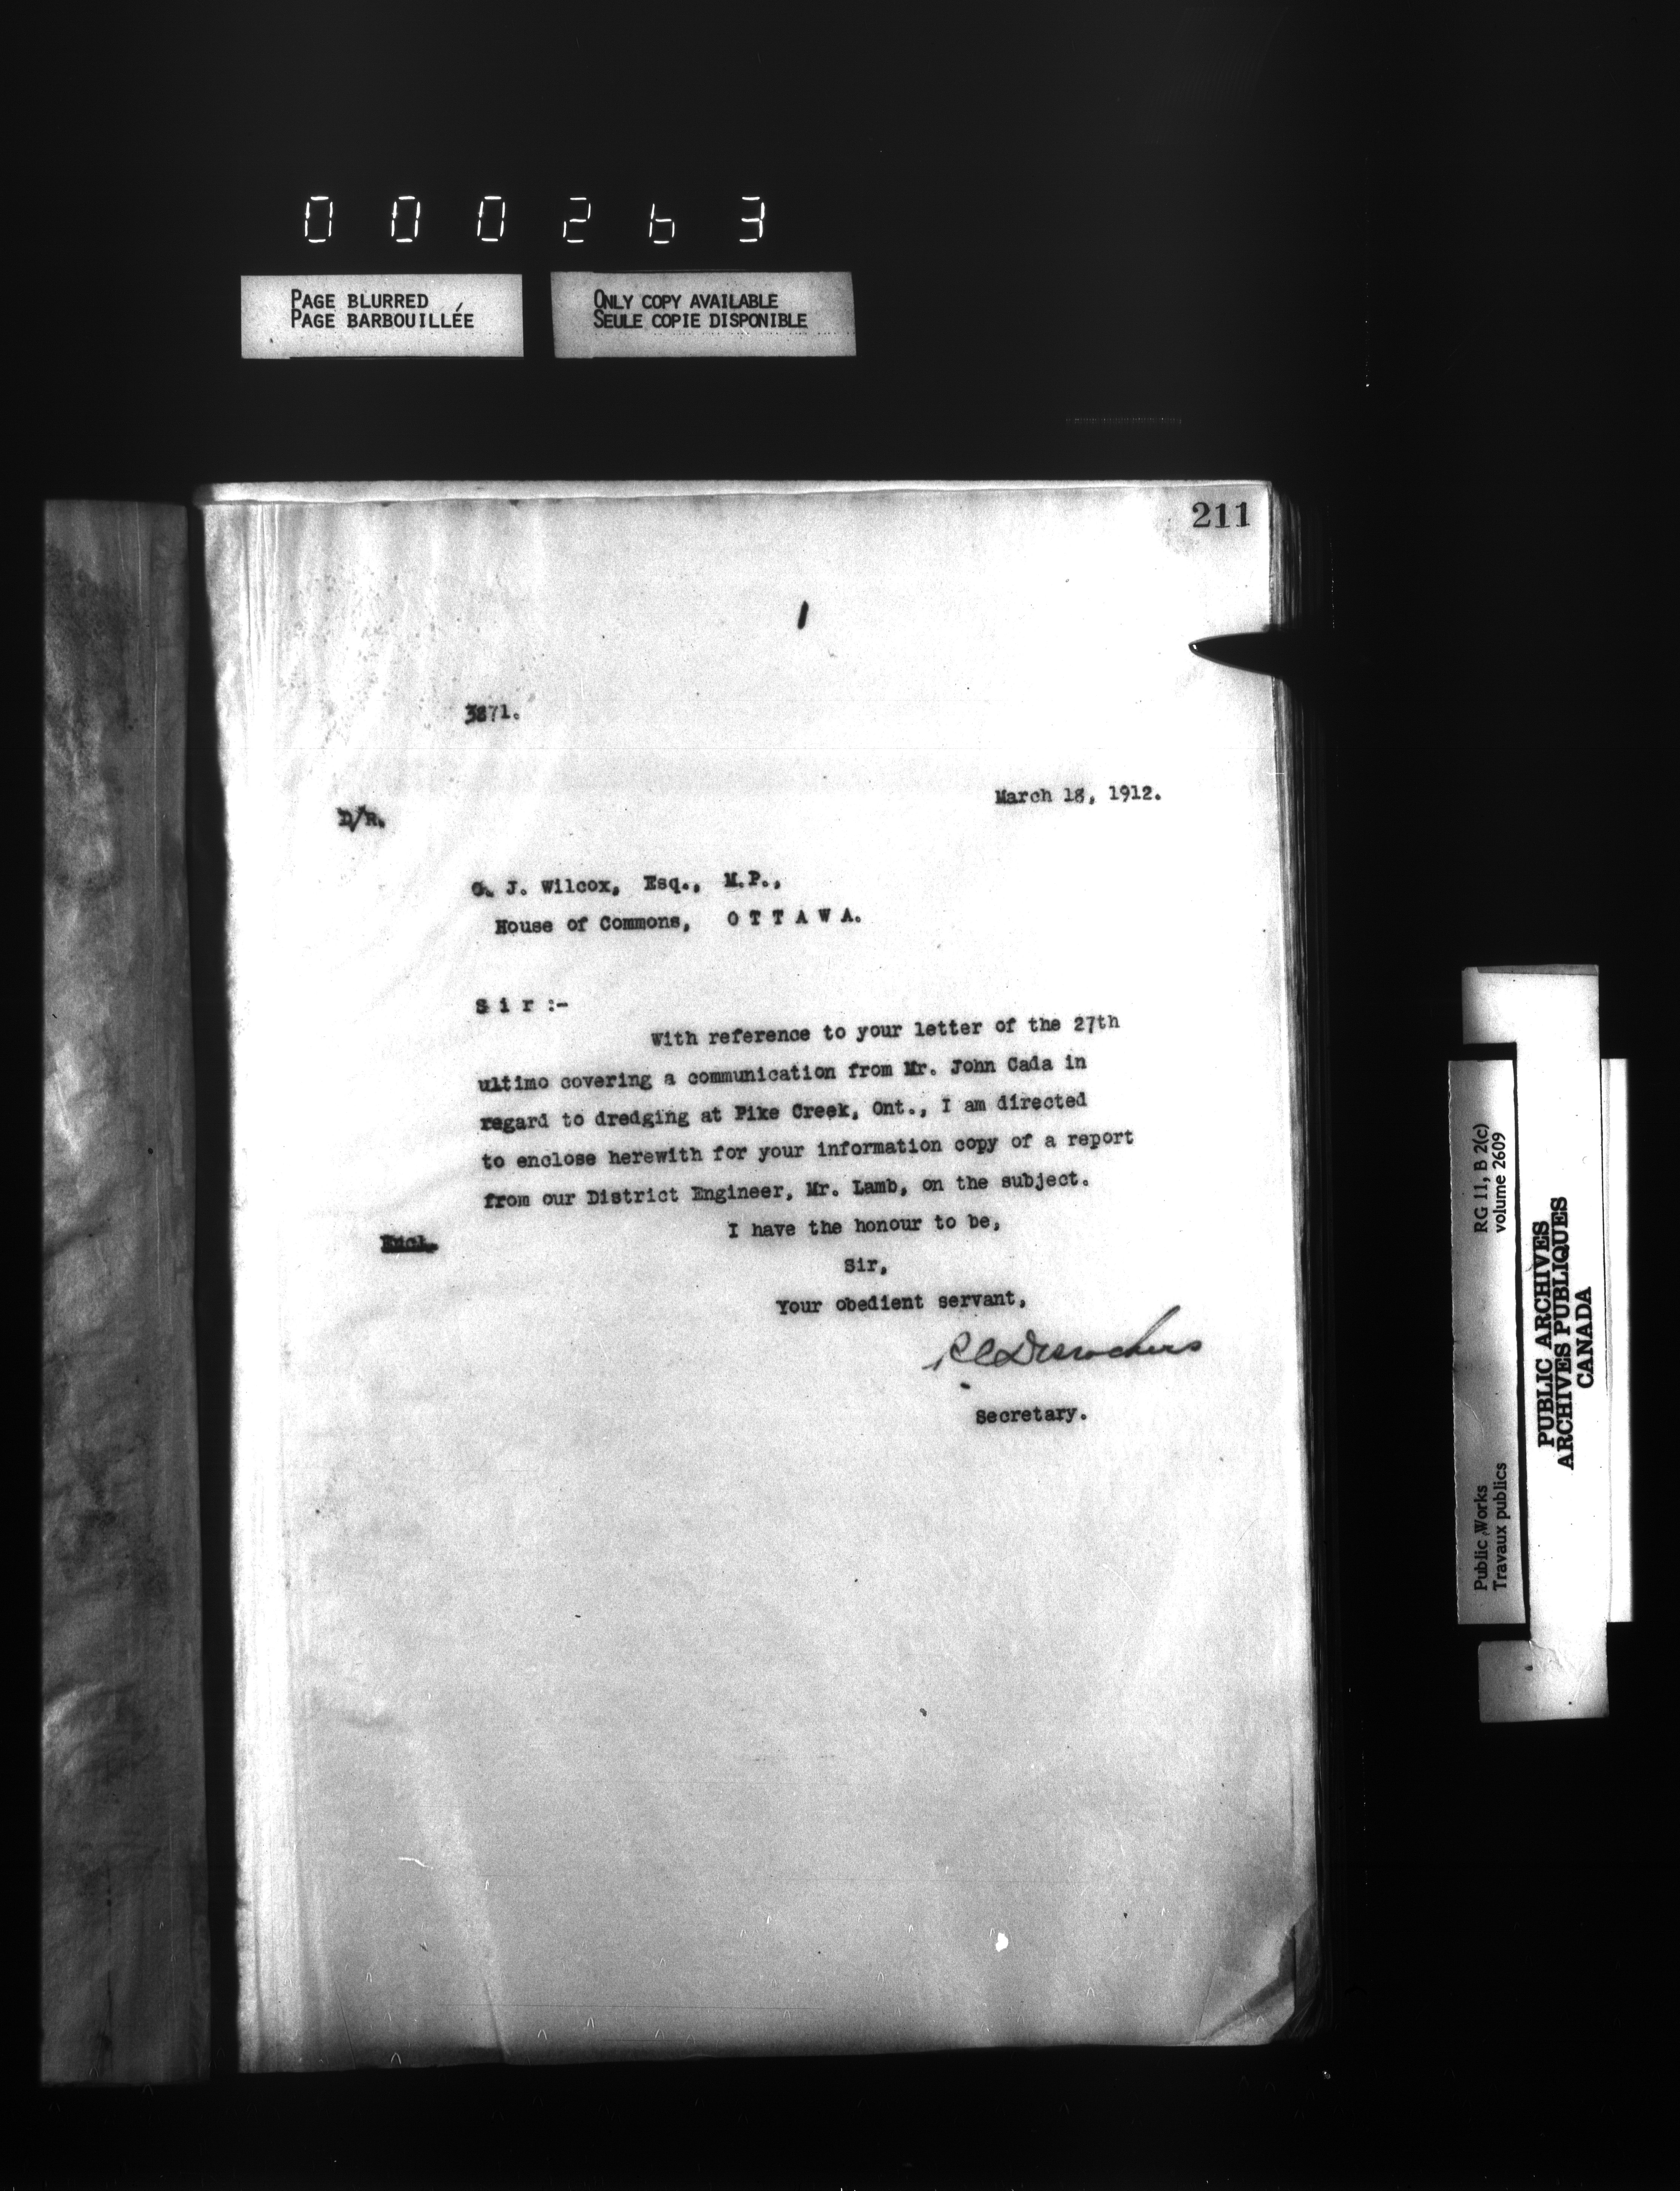 000263
PAGE BLURRED
PAGE BARBOUILLÉE
ONLY COPY AVAILABLE
SEULE COPIE DISPONIBLE
211
3871.
March 18, 1912.
D/R.
O. J. Wilcox, Esq., M.P.,
House of Commons, O T T A W A.
S i r :-
With reference to your letter of the 27th
ultimo covering a communication from Mr. John Cada in
regard to dredging at Pike Creek, Ont., I am directed
to enclose herewith for your information copy of a report
from our District Engineer, Mr. Lamb, on the subject.
I have the honour to be,
Encl.
Sir,
Your obedient servant,
R C Desrochers
Secretary.
Public Works
Travaux publics
RG 11, B 2(c)
volume 2609
PUBLIC ARCHIVES
ARCHIVES PUBLIQUES
CANADA